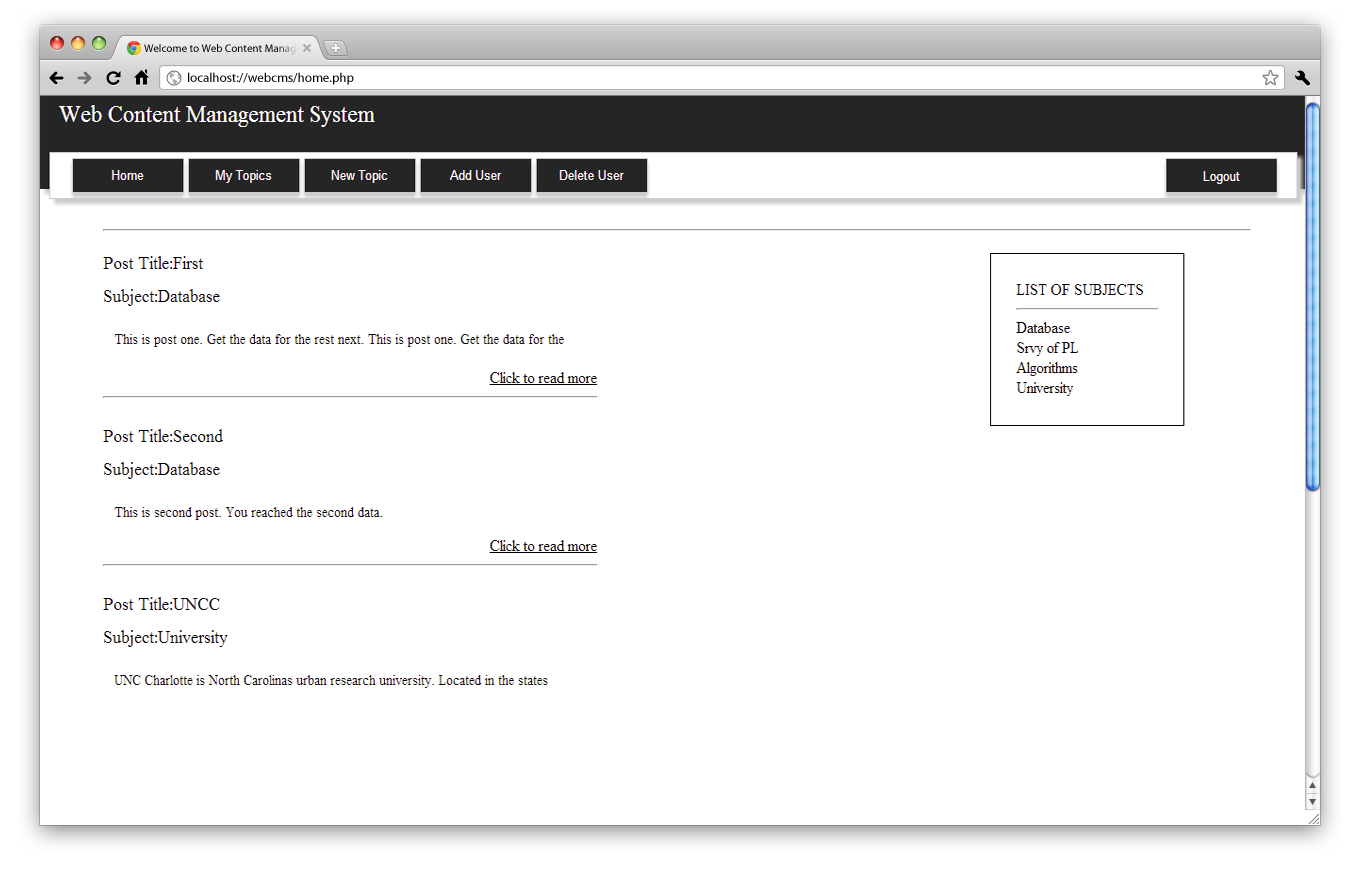 Welcome to Web Content Manag
localhost://webcms/home.php
Web Content Management System
Home My Topics New Topic Add User Delete User Logout
Post Title:First
Subject:Database
This is post one. Get the data for the rest next. This is post one. Get the data for the
Click to read more
Post Title:Second
Subject:Database
This is second post. You reached the second data.
Click to read more
Post Title:UNCC
Subject:University
UNC Charlotte is North Carolinas urban research university. Located in the states
LIST OF SUBJECTS
Database
Srvy of PL
Algorithms
University